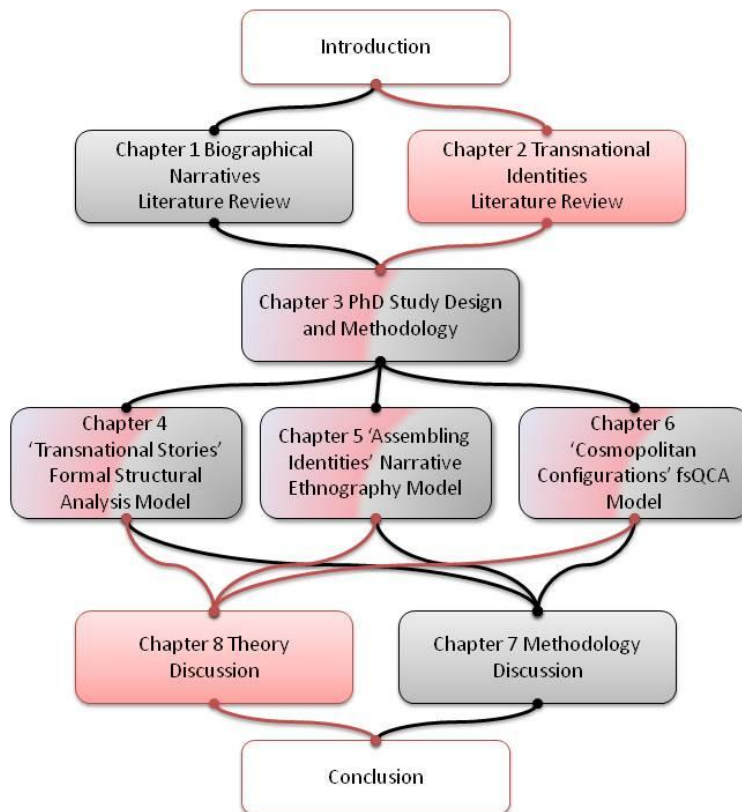 Introduction
Chapter 1 Biographical
Narratives
Literature Review
Chapter 2 Transnational
Identities
Literature Review
Chapter 3 PhD Study Design
and Methodology
Chapter 4
‘Transnational Stories’
Formal Structural
Analysis Model
Chapter 5 ‘Assembling
Identities’ Narrative
Ethnography Model
Chapter 6
‘Cosmopolitan
Configurations’ fsQCA
Model
Chapter 8 Theory
Discussion
Chapter 7 Methodology
Discussion
Conclusion